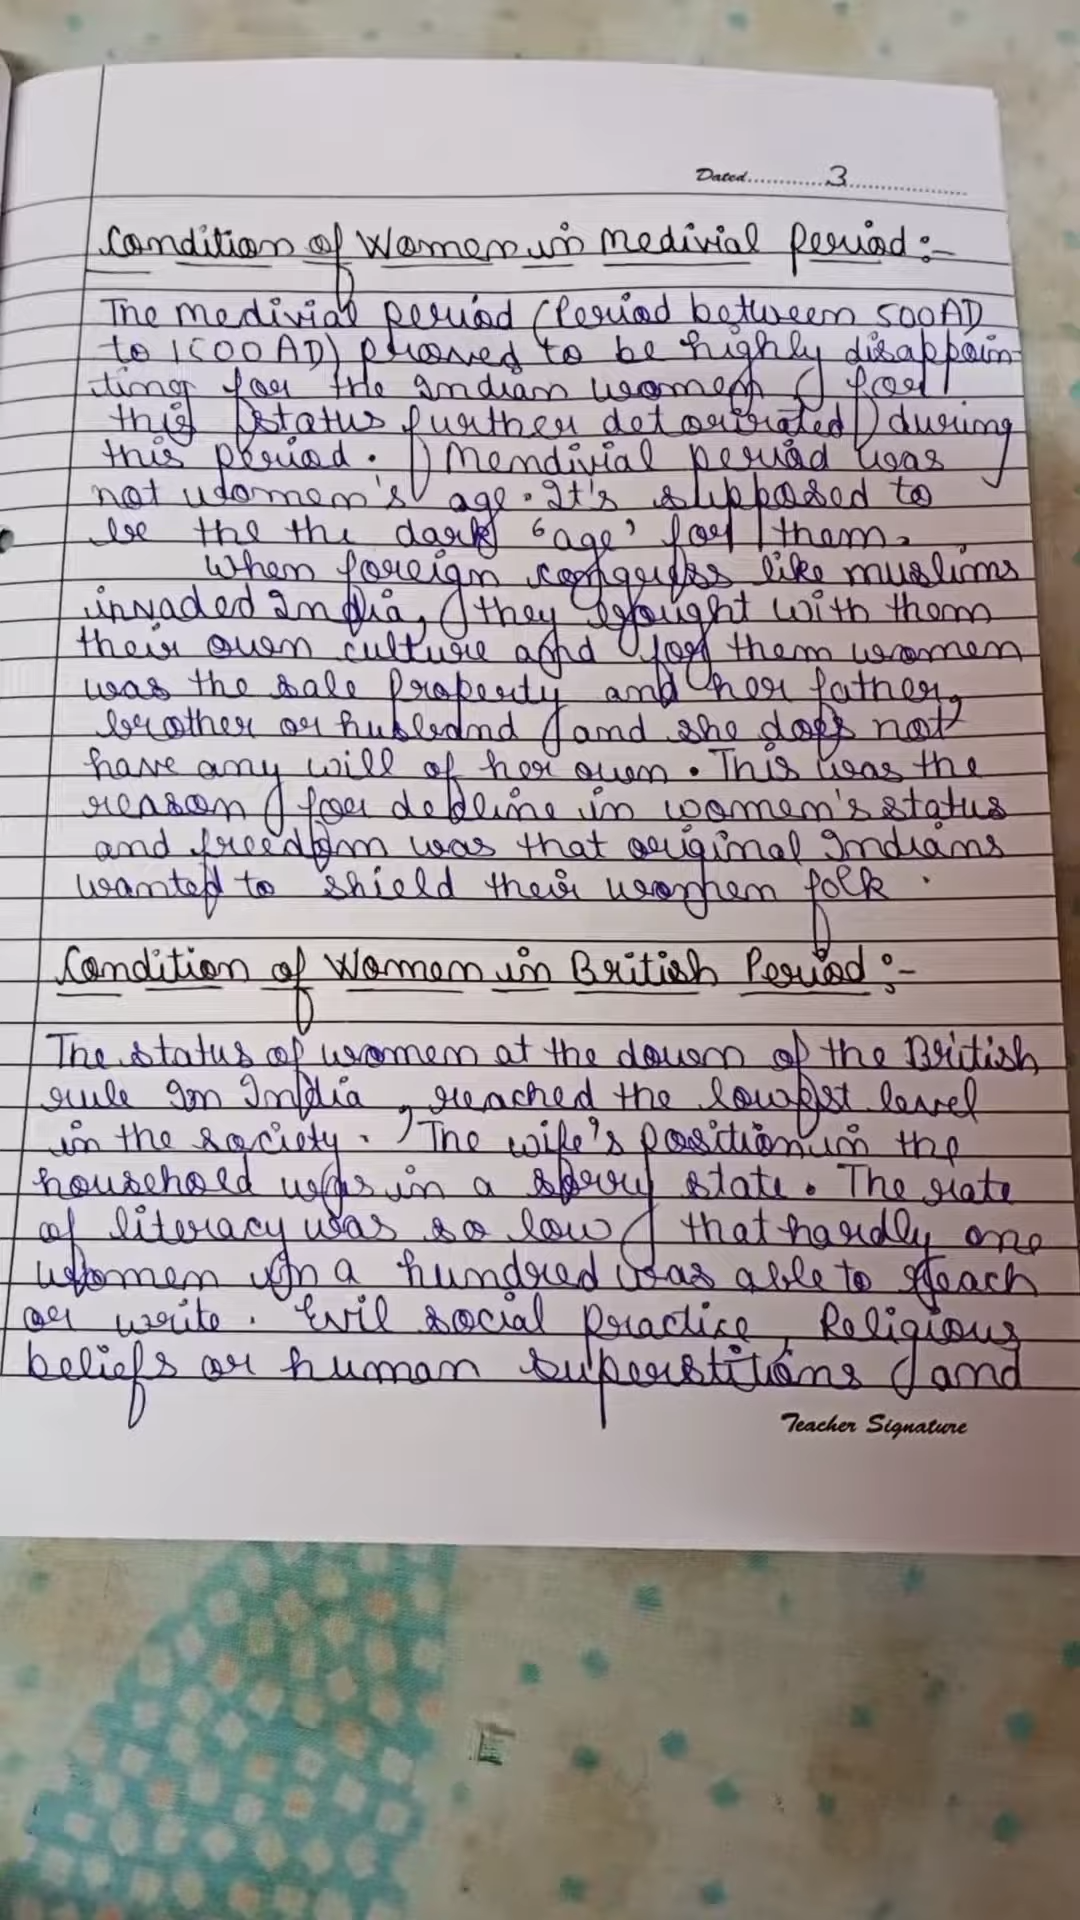 Dated............3..................
Condition of Women in Medivial Period :-
The medivial period (Period between 500AD
to 1500 AD) proved to be highly disappoin-
ting for the Indian women for
this status further detorirated during
this period. Mendivial period was
not women's age. It's supposed to
be the the dark 'age' for them.
When foreign like muslims
invaded India, they brought with them
their own culture and for them women
was the sale Property and her father,
brother or husband and she does not
have any will of her own. This was the
reason for decline in women's status
and freedom was that original Indians
wanted to shield their women folk.
Condition of Women in British Period :-
The status of women at the down of the British
rule In India, reached the lowest level
in the society. The wife's position in the
household was in a sorry state. The rate
of literacy was so low that hardly one
women in a hundred was able to
or write. Evil social practice, Religious
beliefs or human superstitions and
Teacher Signature